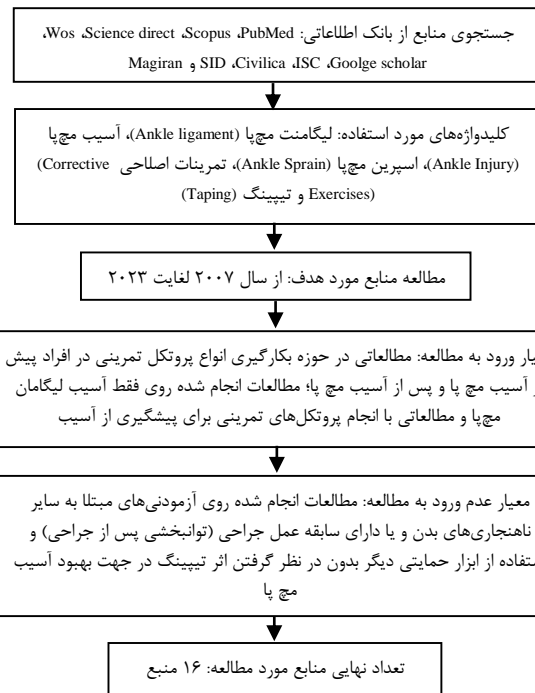 جستجوی منابع از بانک اطلاعاتی: PubMed، Scopus، Science direct، Wos،
Goolge scholar، ISC، Civilica، SID و Magiran
کلیدواژه‌های مورد استفاده: لیگامنت مچ‌پا (Ankle ligament)، آسیب مچ‌پا
(Ankle Injury)، اسپرین مچ‌پا (Ankle Sprain)، تمرینات اصلاحی (Corrective
Exercises) و تیپینگ (Taping)
مطالعه منابع مورد هدف: از سال ۲۰۰۷ لغایت ۲۰۲۳
ورود به مطالعه: مطالعاتی در حوزه بکارگیری انواع پروتکل تمرینی در افراد پیش
آسیب مچ پا و پس از آسیب مچ پا؛ مطالعات انجام شده روی فقط آسیب لیگامان
مچ‌پا و مطالعاتی با انجام پروتکل‌های تمرینی برای پیشگیری از آسیب
معیار عدم ورود به مطالعه: مطالعات انجام شده روی آزمودنی‌های مبتلا به سایر
ناهنجاری‌های بدن و یا دارای سابقه عمل جراحی (توانبخشی پس از جراحی) و
ستفاده از ابزار حمایتی دیگر بدون در نظر گرفتن اثر تیپینگ در جهت بهبود آسیب
مچ پا
تعداد نهایی منابع مورد مطالعه: ۱۶ منبع